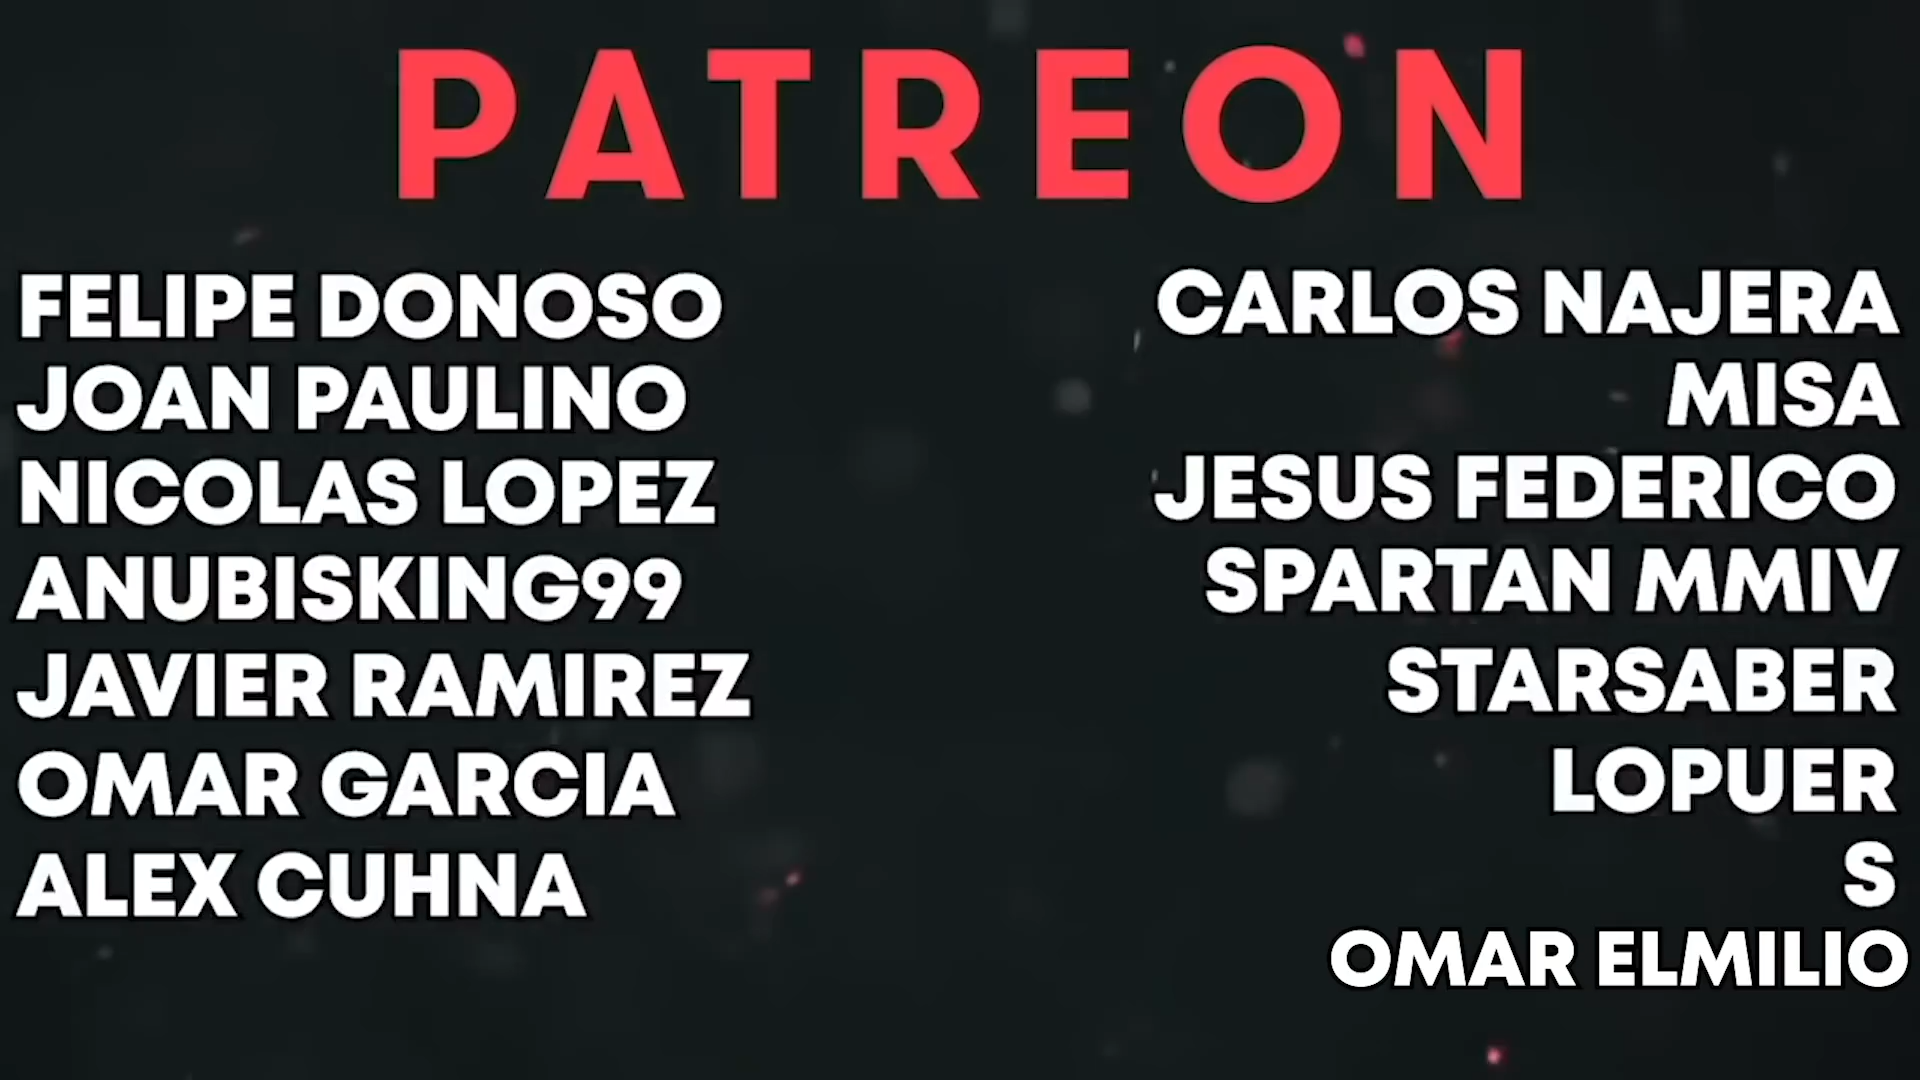 PATREON
FELIPE DONOSO
JOAN PAULINO
NICOLAS LOPEZ
ANUBISKING99
JAVIER RAMIREZ
OMAR GARCIA
ALEX CUHNA
CARLOS NAJERA
MISA
JESUS FEDERICO
SPARTAN MMIV
STARSABER
LOPUER
S
OMAR ELMILIO